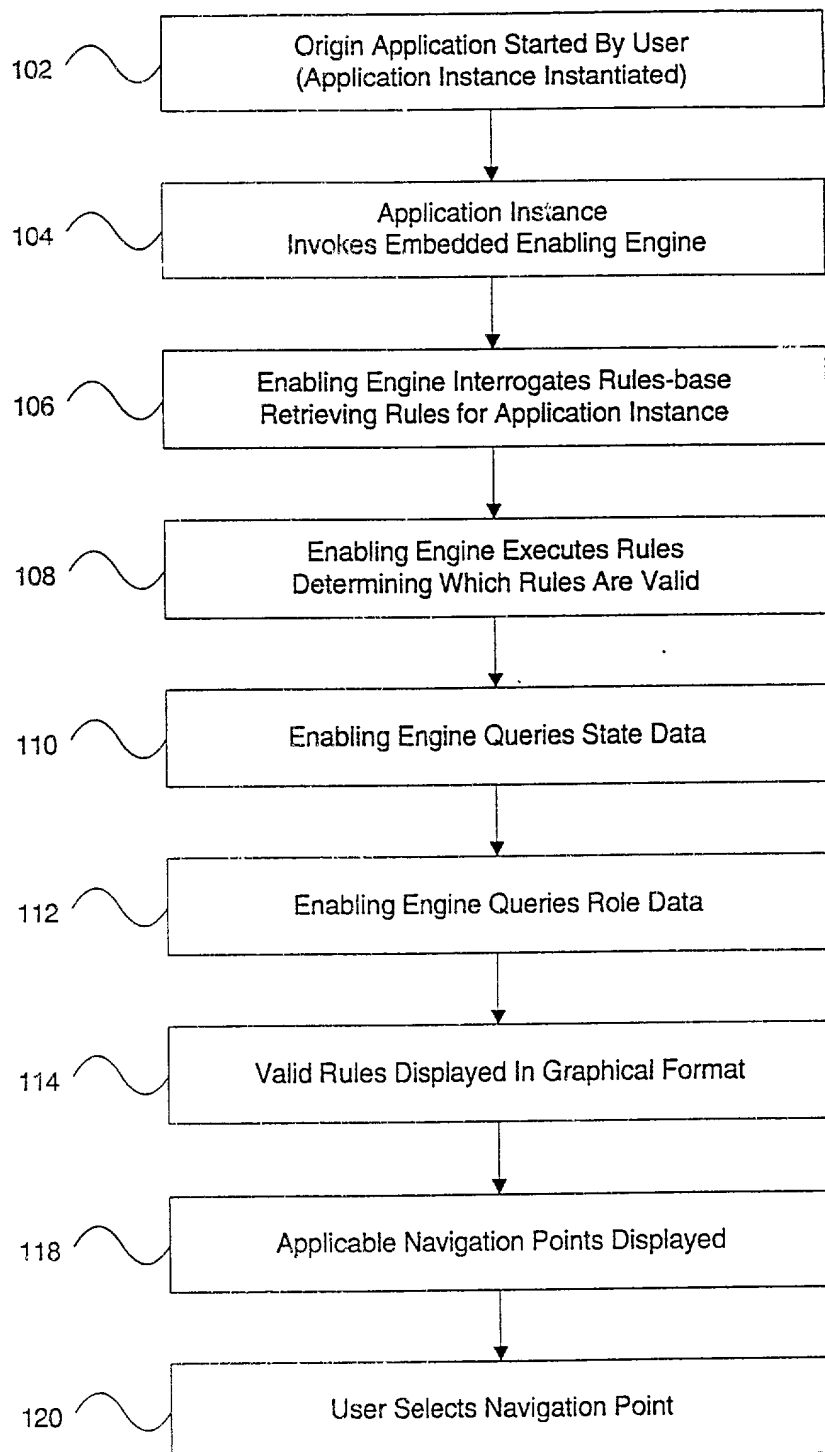 102
Origin Application Started By User
(Application Instance Instantiated)
104
Application Instance
Invokes Embedded Enabling Engine
106
Enabling Engine Interrogates Rules-base
Retrieving Rules for Application Instance
108
Enabling Engine Executes Rules
Determining Which Rules Are Valid
110
Enabling Engine Queries State Data
112
Enabling Engine Queries Role Data
114
Valid Rules Displayed In Graphical Format
118
Applicable Navigation Points Displayed
120
User Selects Navigation Point